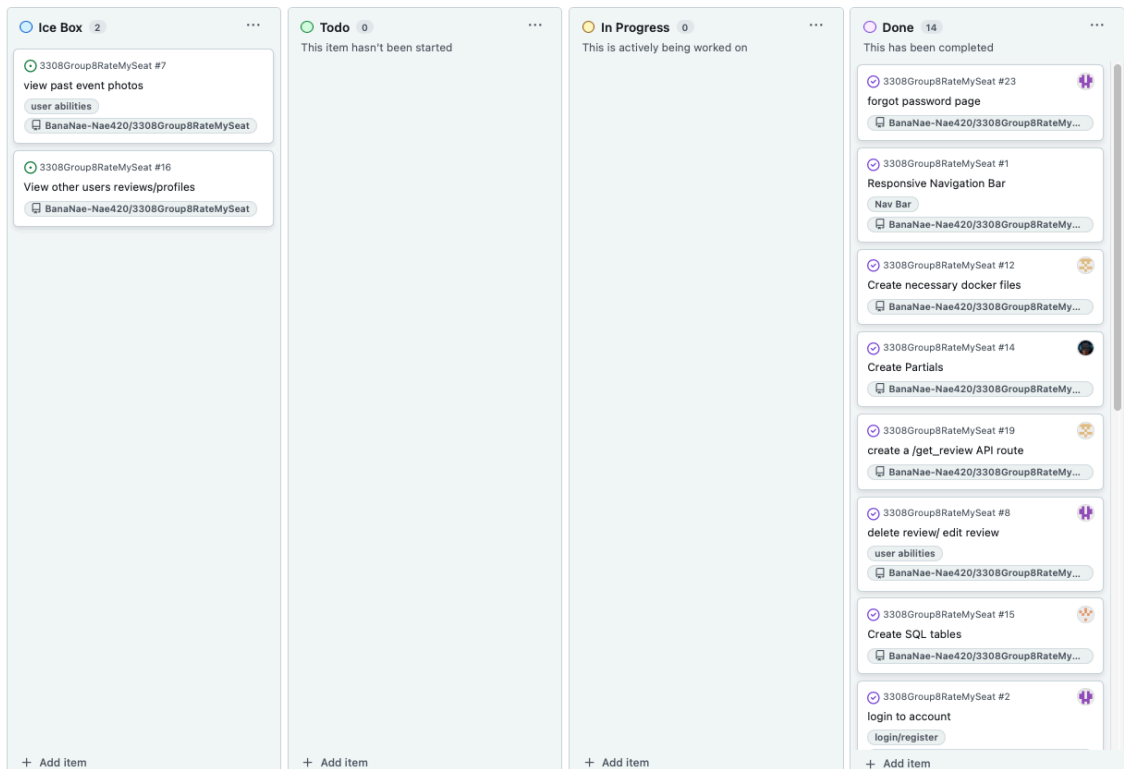 Ice Box 2 ...
3308Group8RateMySeat #7
view past event photos
user abilities
BanaNae-Nae420/3308Group8RateMySeat
3308Group8RateMySeat #16
View other users reviews/profiles
BanaNae-Nae420/3308Group8RateMySeat
+ Add item
Todo 0 ...
This item hasn't been started
+ Add item
In Progress 0 ...
This is actively being worked on
+ Add item
Done 14 ...
This has been completed
3308Group8RateMySeat #23
forgot password page
BanaNae-Nae420/3308Group8RateMy...
3308Group8RateMySeat #1
Responsive Navigation Bar
Nav Bar
BanaNae-Nae420/3308Group8RateMy...
3308Group8RateMySeat #12
Create necessary docker files
BanaNae-Nae420/3308Group8RateMy...
3308Group8RateMySeat #14
Create Partials
BanaNae-Nae420/3308Group8RateMy...
3308Group8RateMySeat #19
create a /get_review API route
BanaNae-Nae420/3308Group8RateMy...
3308Group8RateMySeat #8
delete review/ edit review
user abilities
BanaNae-Nae420/3308Group8RateMy...
3308Group8RateMySeat #15
Create SQL tables
BanaNae-Nae420/3308Group8RateMy...
3308Group8RateMySeat #2
login to account
login/register
+ Add item